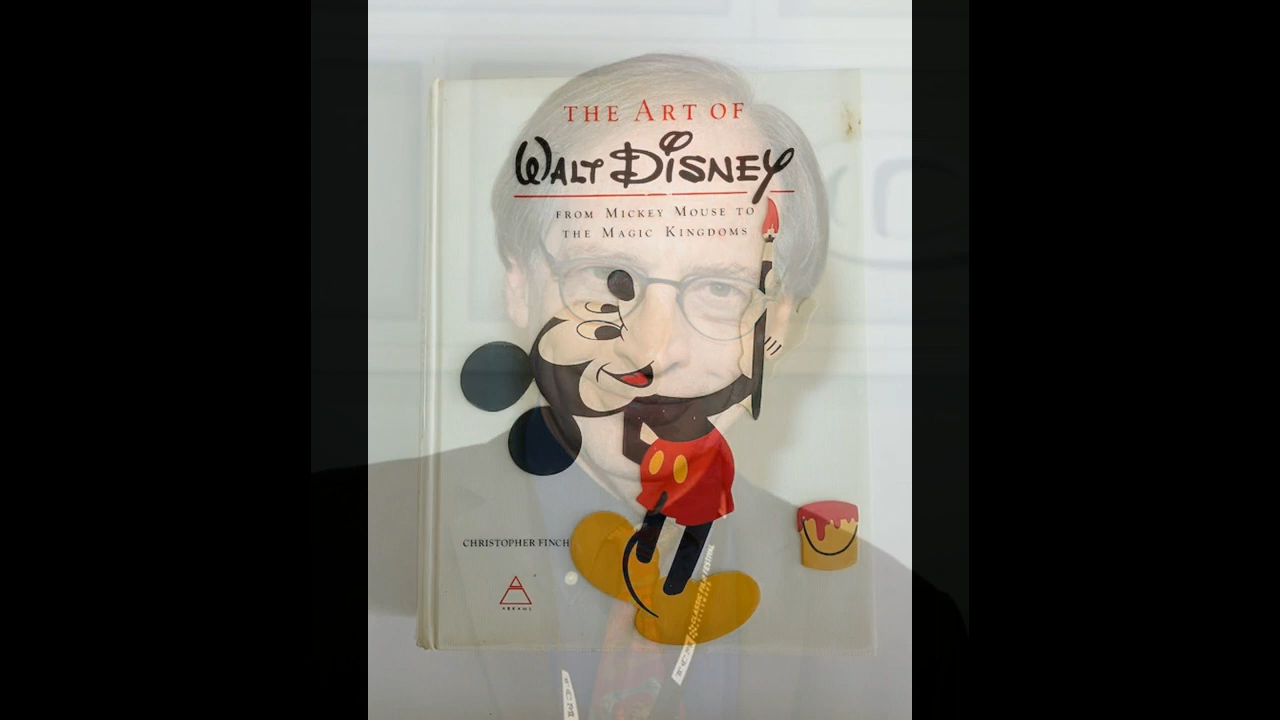 THE ART OF
WALT DISNEY
FROM MICKEY MOUSE TO
THE MAGIC KINGDOMS
CHRISTOPHER FINCH
ABRAMS